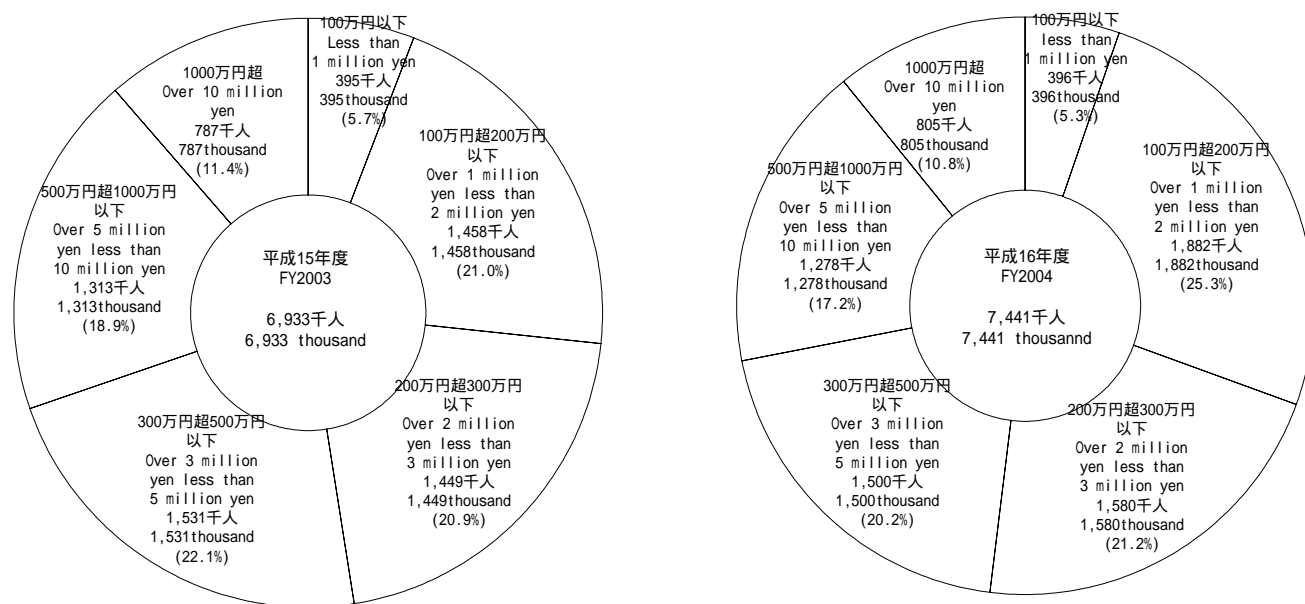 100万円以下
Less than
1 million yen
395千人
395thousand
(5.7%)
100万円超200万円
以下
Over 1 million
yen less than
2 million yen
1,458千人
1,458thousand
(21.0%)
200万円超300万円
以下
Over 2 million
yen less than
3 million yen
1,449千人
1,449thousand
(20.9%)
300万円超500万円
以下
Over 3 million
yen less than
5 million yen
1,531千人
1,531thousand
(22.1%)
500万円超1000万円
以下
Over 5 million
yen less than
10 million yen
1,313千人
1,313thousand
(18.9%)
1000万円超
Over 10 million
yen
787千人
787thousand
(11.4%)
平成15年度
FY2003
6,933千人
6,933 thousand
100万円以下
less than
1 million yen
396千人
396thousand
(5.3%)
100万円超200万円
以下
Over 1 million
yen less than
2 million yen
1,882千人
1,882thousand
(25.3%)
200万円超300万円
以下
Over 2 million
yen less than
3 million yen
1,580千人
1,580thousand
(21.2%)
300万円超500万円
以下
Over 3 million
yen less than
5 million yen
1,500千人
1,500thousand
(20.2%)
500万円超1000万円
以下
Over 5 million
yen less than
10 million yen
1,278千人
1,278thousand
(17.2%)
1000万円超
Over 10 million
yen
805千人
805thousand
(10.8%)
平成16年度
FY2004
7,441千人
7,441 thousannd